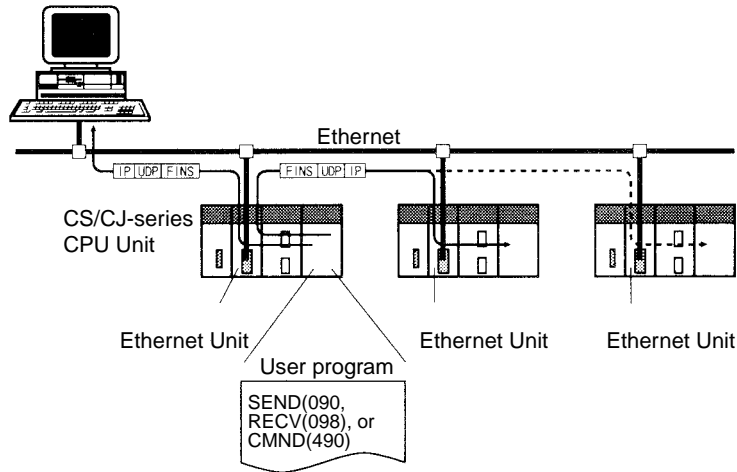 Ethernet
IP UDP FINS
FINS UDP IP
CS/CJ-series
CPU Unit
Ethernet Unit
Ethernet Unit
Ethernet Unit
User program
SEND(090,
RECV(098), or
CMND(490)